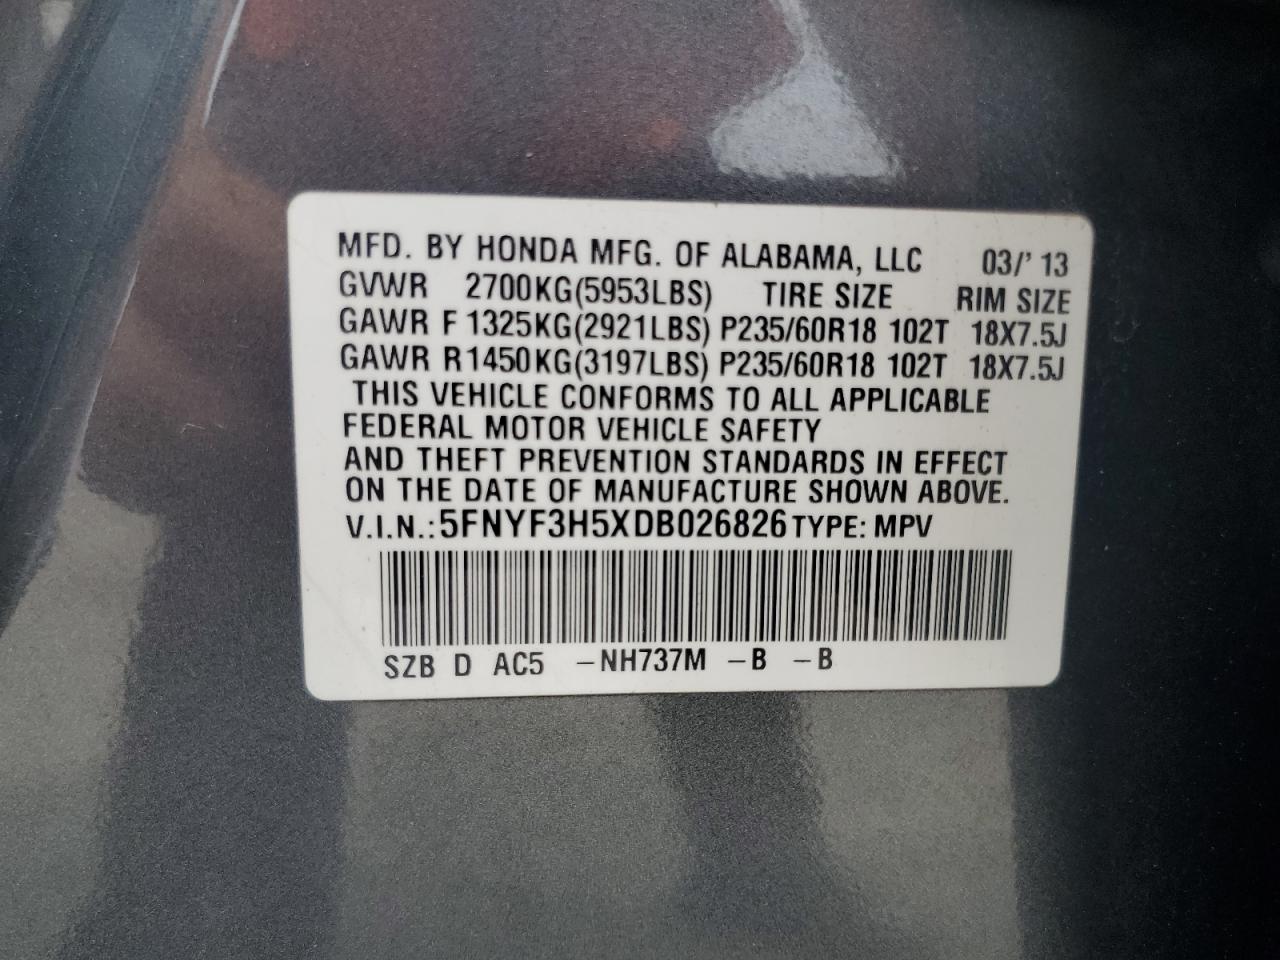 MFD. BY HONDA MFG. OF ALABAMA, LLC 03/' 13
GVWR 2700KG(5953LBS) TIRE SIZE RIM SIZE
GAWR F 1325KG(2921LBS) P235/60R18 102T 18X7.5J
GAWR R1450KG(3197LBS) P235/60R18 102T 18X7.5J
THIS VEHICLE CONFORMS TO ALL APPLICABLE
FEDERAL MOTOR VEHICLE SAFETY
AND THEFT PREVENTION STANDARDS IN EFFECT
ON THE DATE OF MANUFACTURE SHOWN ABOVE.
V.I.N.: 5FNYF3H5XDB026826 TYPE: MPV
SZB D AC5 -NH737M -B -B